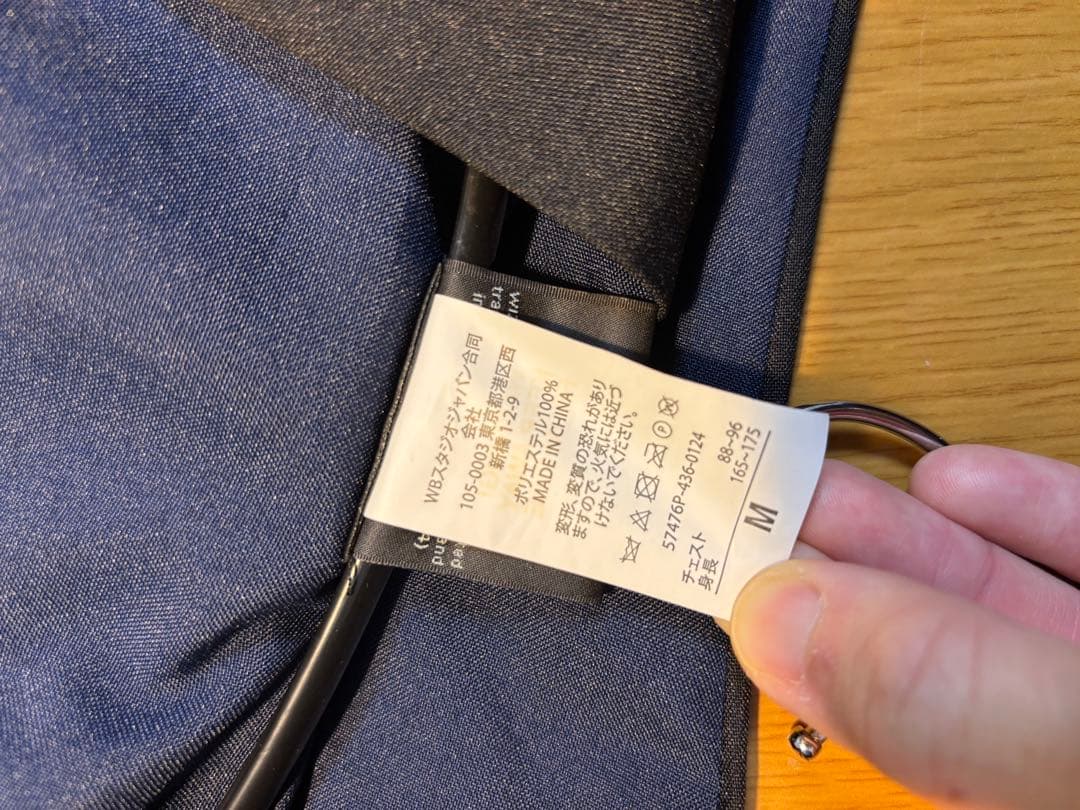 WBスタジオジャパン合同
会社
105-0003 東京都港区西
新橋 1-2-9
ポリエステル100%
MADE IN CHINA
変形、変質の恐れがあり
ますので、火気には近づ
けないでください。
57476P-436-0124
チェスト 88~96
身長 165~175
M